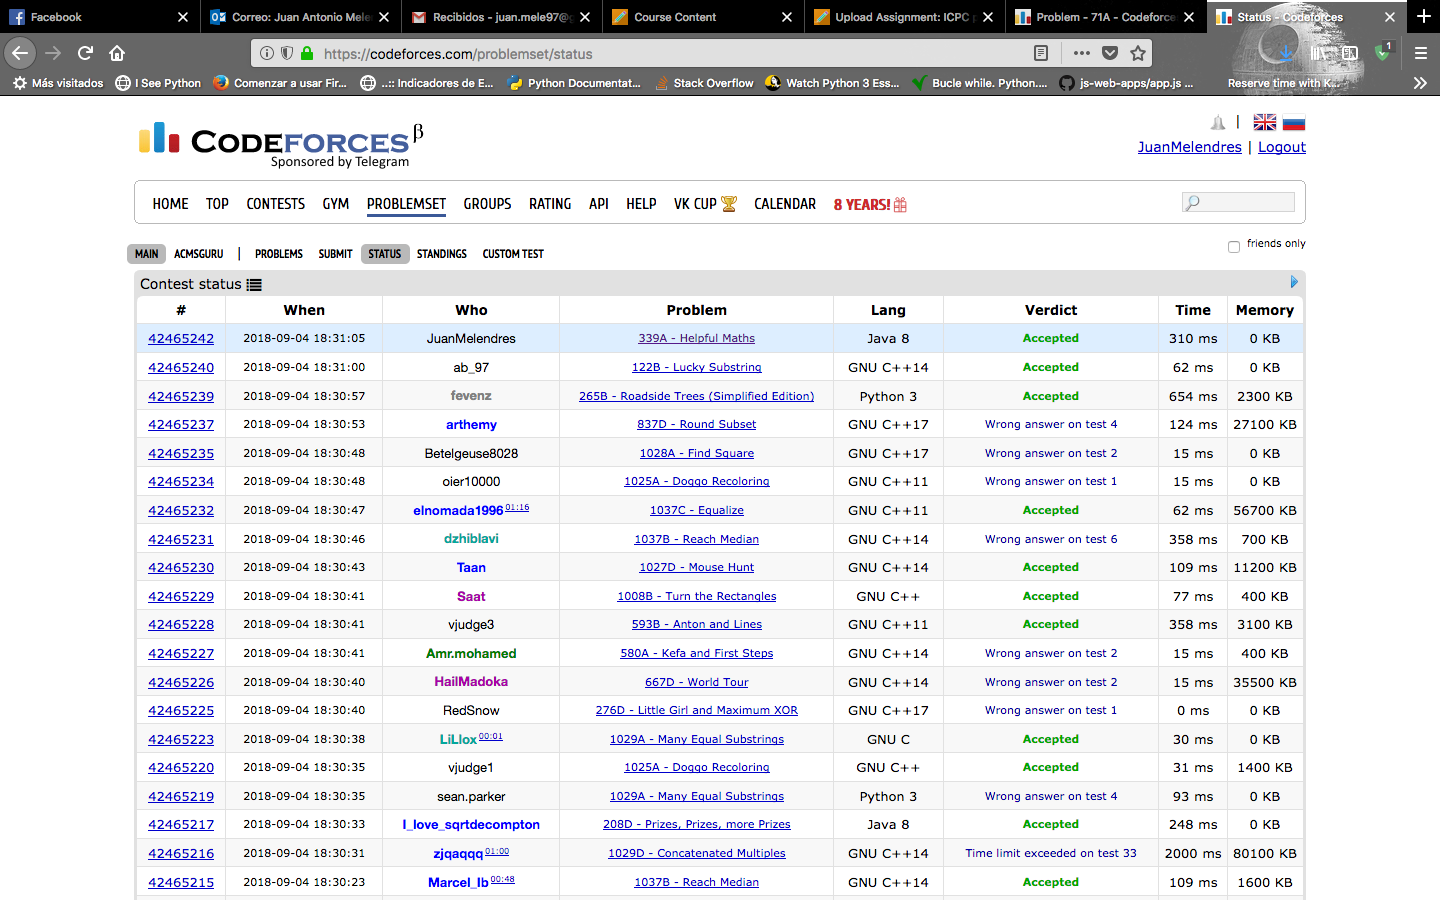 Facebook
Correo: Juan Antonio Mele
Recibidos - juan.mele97@
Course Content
Upload Assignment: ICPC
Problem - 71A - Codeforce
Status - Codeforces
https://codeforces.com/problemset/status
1
Más visitados
I See Python
Comenzar a usar Fir...
..:: Indicadores de E...
Python Documentat...
Stack Overflow
Watch Python 3 Ess...
Bucle while. Python....
js-web-apps/app.js ...
Reserve time with K...
CODEFORCES β
Sponsored by Telegram
JuanMelendres | Logout
HOME TOP CONTESTS GYM PROBLEMSET GROUPS RATING API HELP VK CUP CALENDAR 8 YEARS!
MAIN ACMSGURU | PROBLEMS SUBMIT STATUS STANDINGS CUSTOM TEST
friends only
Contest status
# When Who Problem Lang Verdict Time Memory
42465242 2018-09-04 18:31:05 JuanMelendres 339A - Helpful Maths Java 8 Accepted 310 ms 0 KB
42465240 2018-09-04 18:31:00 ab_97 122B - Lucky Substring GNU C++14 Accepted 62 ms 0 KB
42465239 2018-09-04 18:30:57 fevenz 265B - Roadside Trees (Simplified Edition) Python 3 Accepted 654 ms 2300 KB
42465237 2018-09-04 18:30:53 arthemy 837D - Round Subset GNU C++17 Wrong answer on test 4 124 ms 27100 KB
42465235 2018-09-04 18:30:48 Betelgeuse8028 1028A - Find Square GNU C++17 Wrong answer on test 2 15 ms 0 KB
42465234 2018-09-04 18:30:48 oier10000 1025A - Doggo Recoloring GNU C++11 Wrong answer on test 1 15 ms 0 KB
42465232 2018-09-04 18:30:47 elnomada1996 01:16 1037C - Equalize GNU C++11 Accepted 62 ms 56700 KB
42465231 2018-09-04 18:30:46 dzhiblavi 1037B - Reach Median GNU C++14 Wrong answer on test 6 358 ms 700 KB
42465230 2018-09-04 18:30:43 Taan 1027D - Mouse Hunt GNU C++14 Accepted 109 ms 11200 KB
42465229 2018-09-04 18:30:41 Saat 1008B - Turn the Rectangles GNU C++ Accepted 77 ms 400 KB
42465228 2018-09-04 18:30:41 vjudge3 593B - Anton and Lines GNU C++11 Accepted 358 ms 3100 KB
42465227 2018-09-04 18:30:41 Amr.mohamed 580A - Kefa and First Steps GNU C++14 Wrong answer on test 2 15 ms 400 KB
42465226 2018-09-04 18:30:40 HailMadoka 667D - World Tour GNU C++14 Wrong answer on test 2 15 ms 35500 KB
42465225 2018-09-04 18:30:40 RedSnow 276D - Little Girl and Maximum XOR GNU C++17 Wrong answer on test 1 0 ms 0 KB
42465223 2018-09-04 18:30:38 LiLlox 00:01 1029A - Many Equal Substrings GNU C Accepted 30 ms 0 KB
42465220 2018-09-04 18:30:35 vjudge1 1025A - Doggo Recoloring GNU C++ Accepted 31 ms 1400 KB
42465219 2018-09-04 18:30:35 sean.parker 1029A - Many Equal Substrings Python 3 Wrong answer on test 4 93 ms 0 KB
42465217 2018-09-04 18:30:33 I_love_sqrtdecompton 208D - Prizes, Prizes, more Prizes Java 8 Accepted 248 ms 0 KB
42465216 2018-09-04 18:30:31 zjqaqqq 01:00 1029D - Concatenated Multiples GNU C++14 Time limit exceeded on test 33 2000 ms 80100 KB
42465215 2018-09-04 18:30:23 Marcel_lb 00:48 1037B - Reach Median GNU C++14 Accepted 109 ms 1600 KB